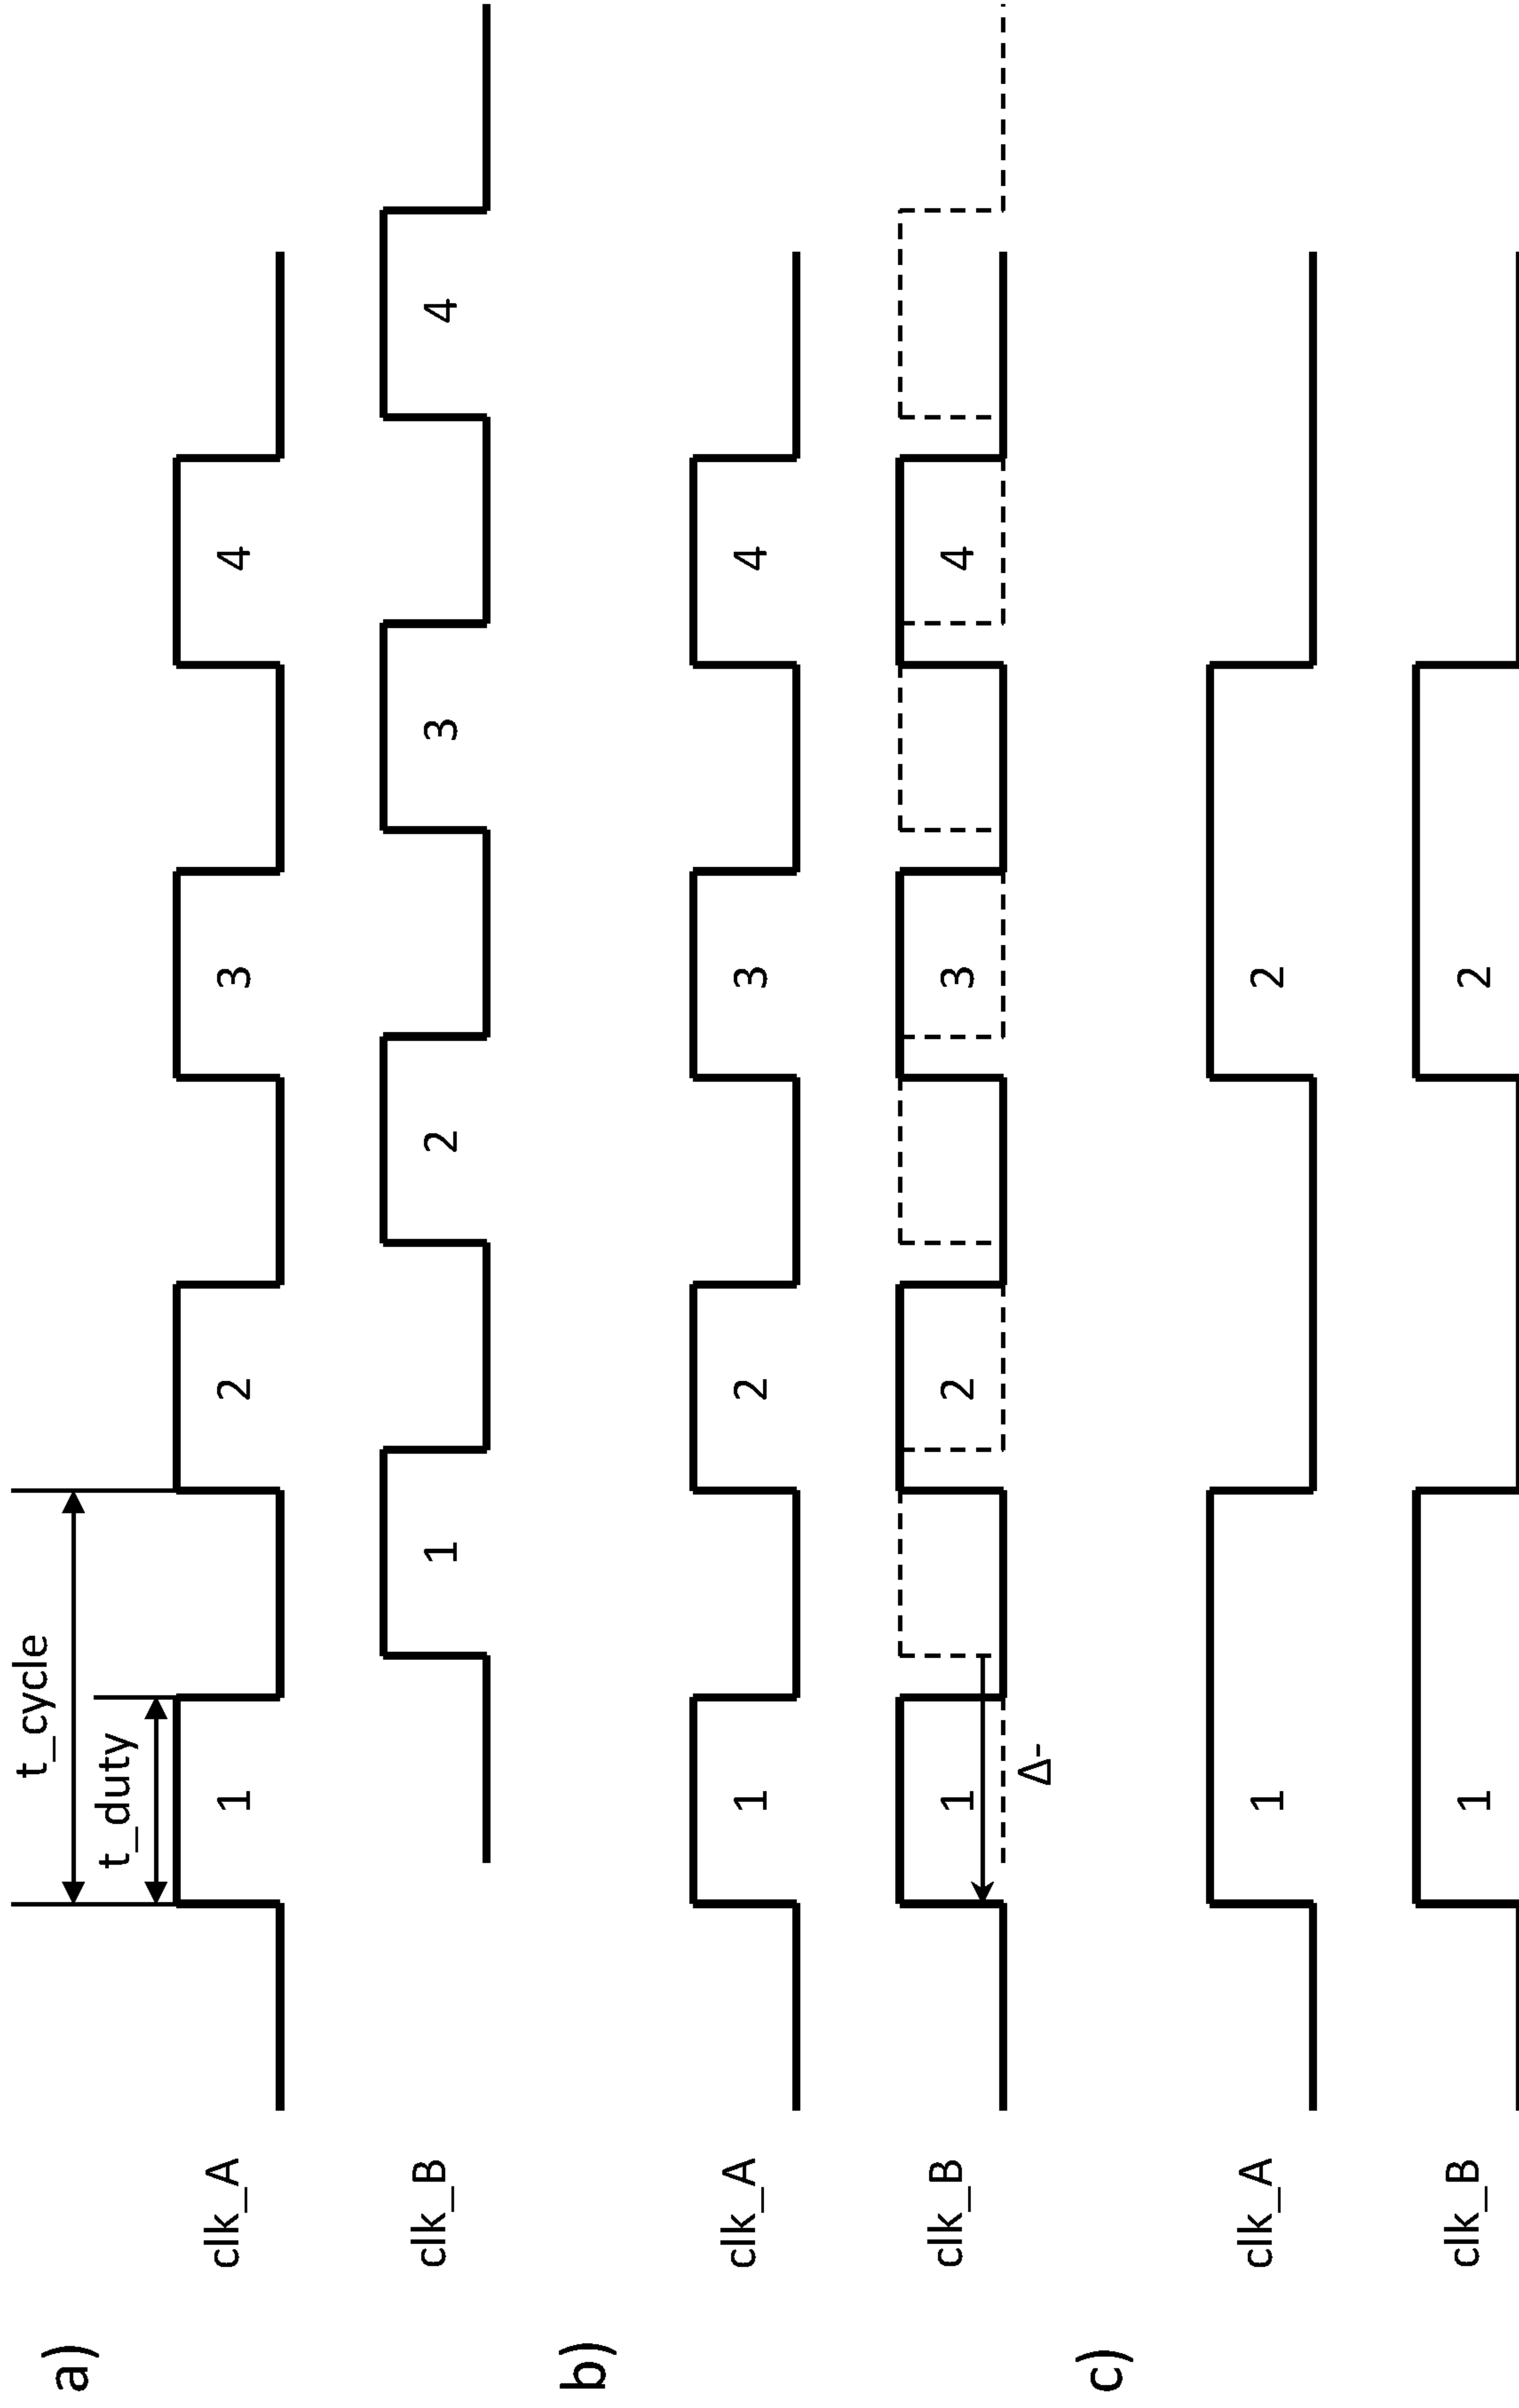 a)
t_cycle
t_duty
clk_A 1 2 3 4
clk_B 1 2 3 4
b)
clk_A 1 2 3 4
clk_B 1 2 3 4
Δ-
c)
clk_A 1 2
clk_B 1 2